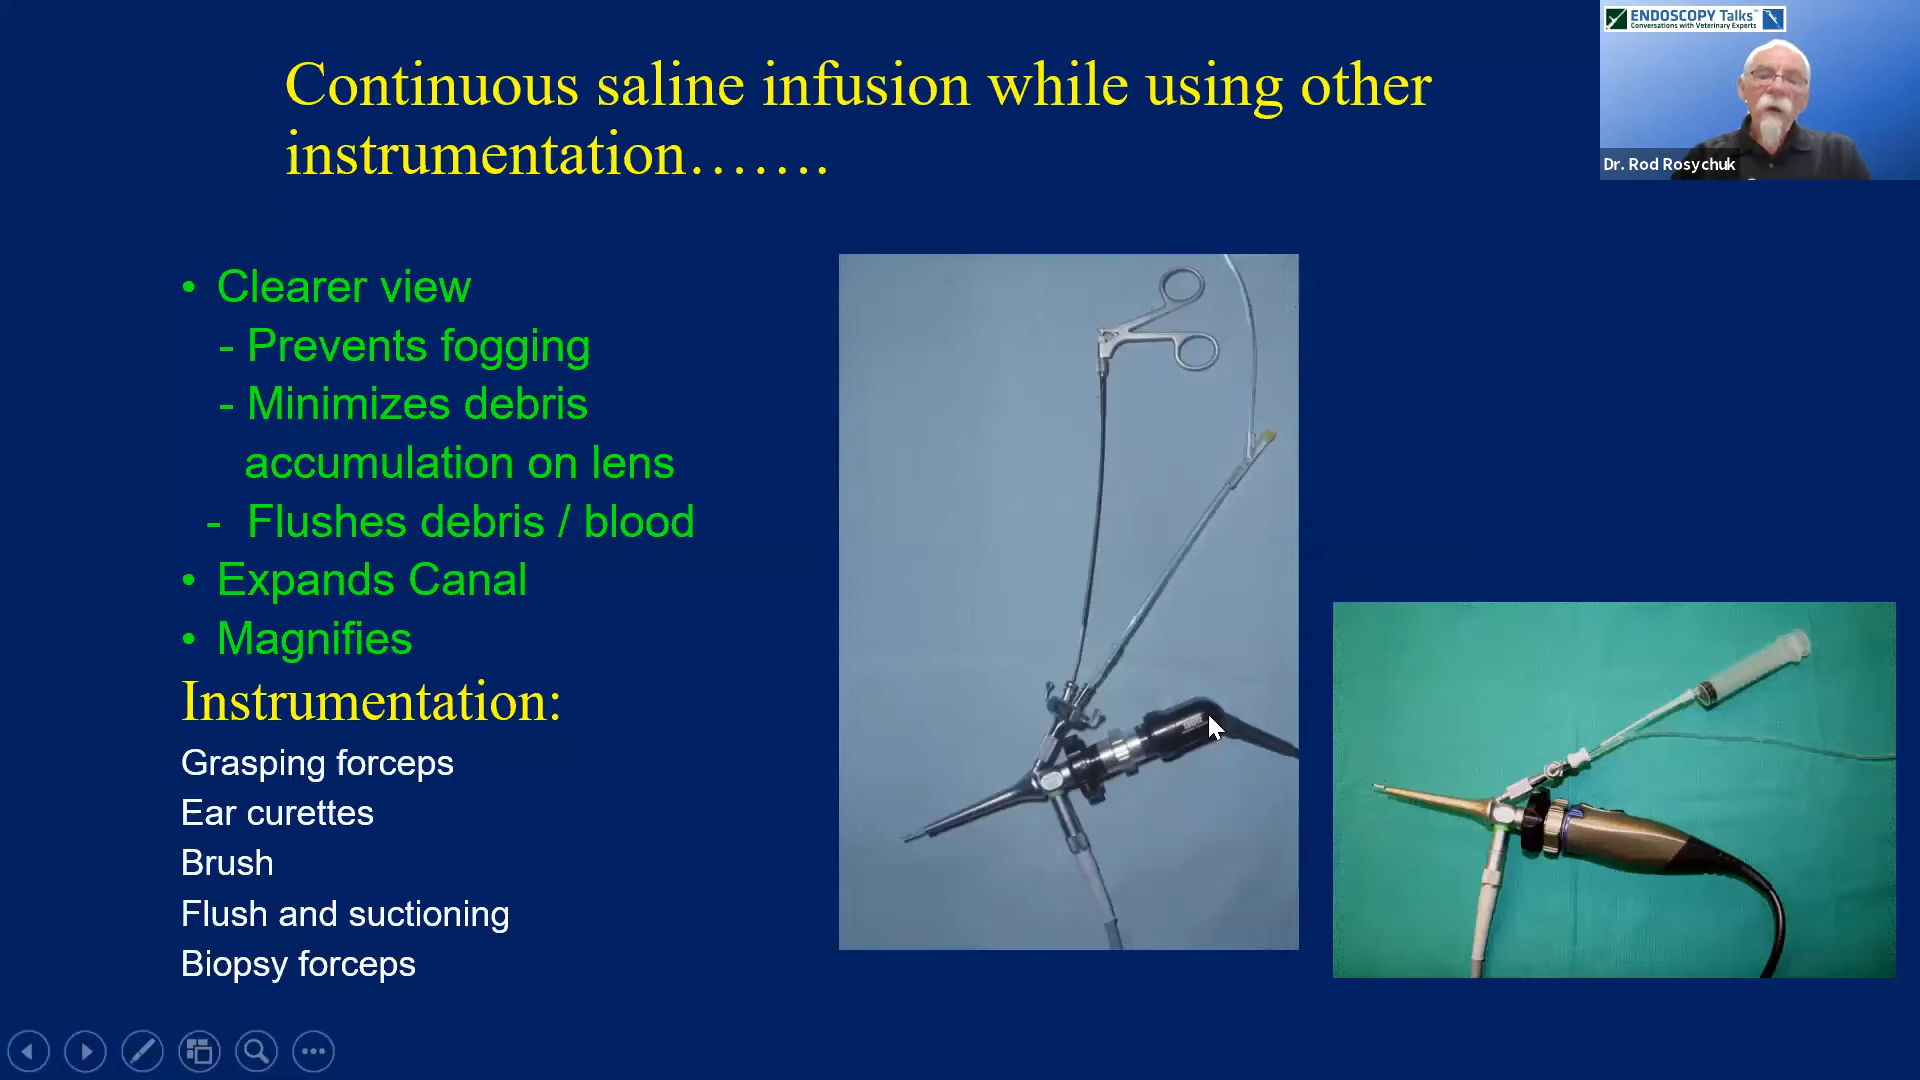 Continuous saline infusion while using other
instrumentation…….
ENDOSCOPY Talks™
Conversations with Veterinary Experts
Dr. Rod Rosychuk
• Clearer view
- Prevents fogging
- Minimizes debris
accumulation on lens
- Flushes debris / blood
• Expands Canal
• Magnifies
Instrumentation:
Grasping forceps
Ear curettes
Brush
Flush and suctioning
Biopsy forceps